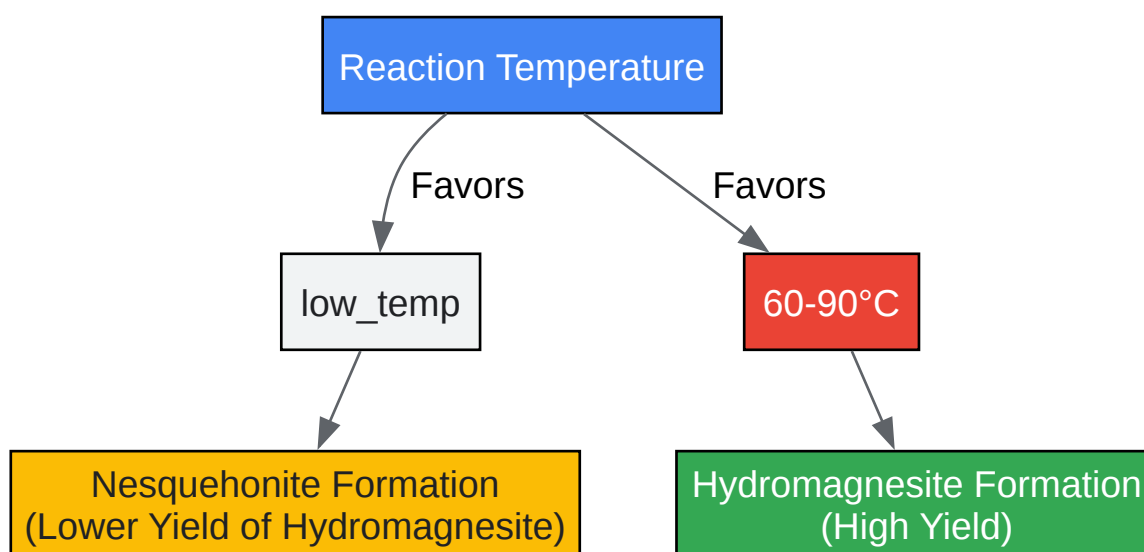 Reaction Temperature
Favors
Favors
low_temp
60-90°C
Nesquehonite Formation
(Lower Yield of Hydromagnesite)
Hydromagnesite Formation
(High Yield)